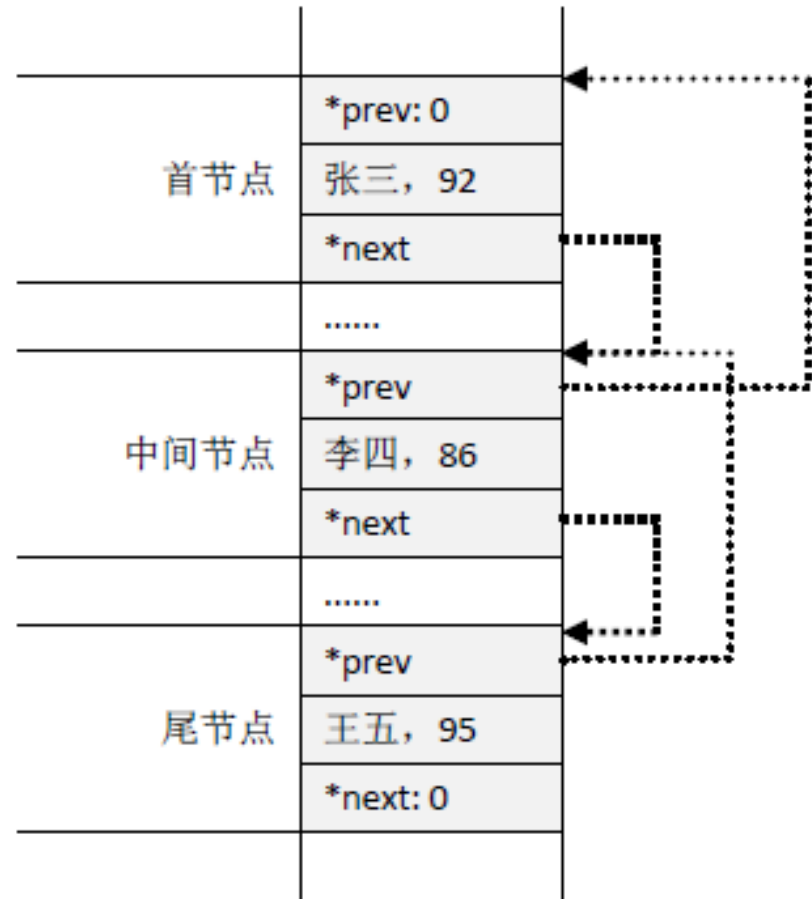 *prev: 0
首节点
张三，92
*next
......
*prev
中间节点
李四，86
*next
......
*prev
尾节点
王五，95
*next: 0